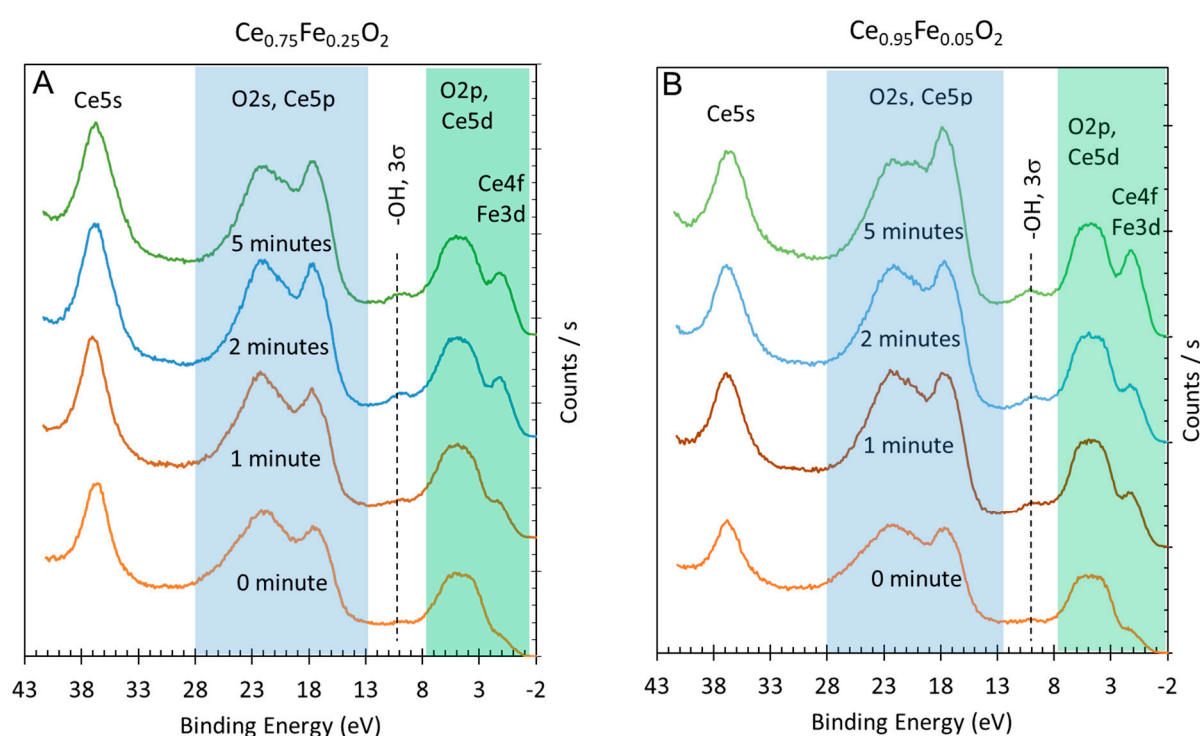 Ce₀.₇₅Fe₀.₂₅O₂
A
Ce5s
O2s, Ce5p
O2p,
Ce5d
-OH, 3σ
Ce4f
Fe3d
5 minutes
2 minutes
1 minute
0 minute
Counts / s
43 38 33 28 23 18 13 8 3 -2
Binding Energy (eV)
Ce₀.₉₅Fe₀.₀₅O₂
B
Ce5s
O2s, Ce5p
O2p,
Ce5d
-OH, 3σ
Ce4f
Fe3d
5 minutes
2 minutes
1 minute
0 minute
Counts / s
43 38 33 28 23 18 13 8 3 -2
Binding Energy (eV)